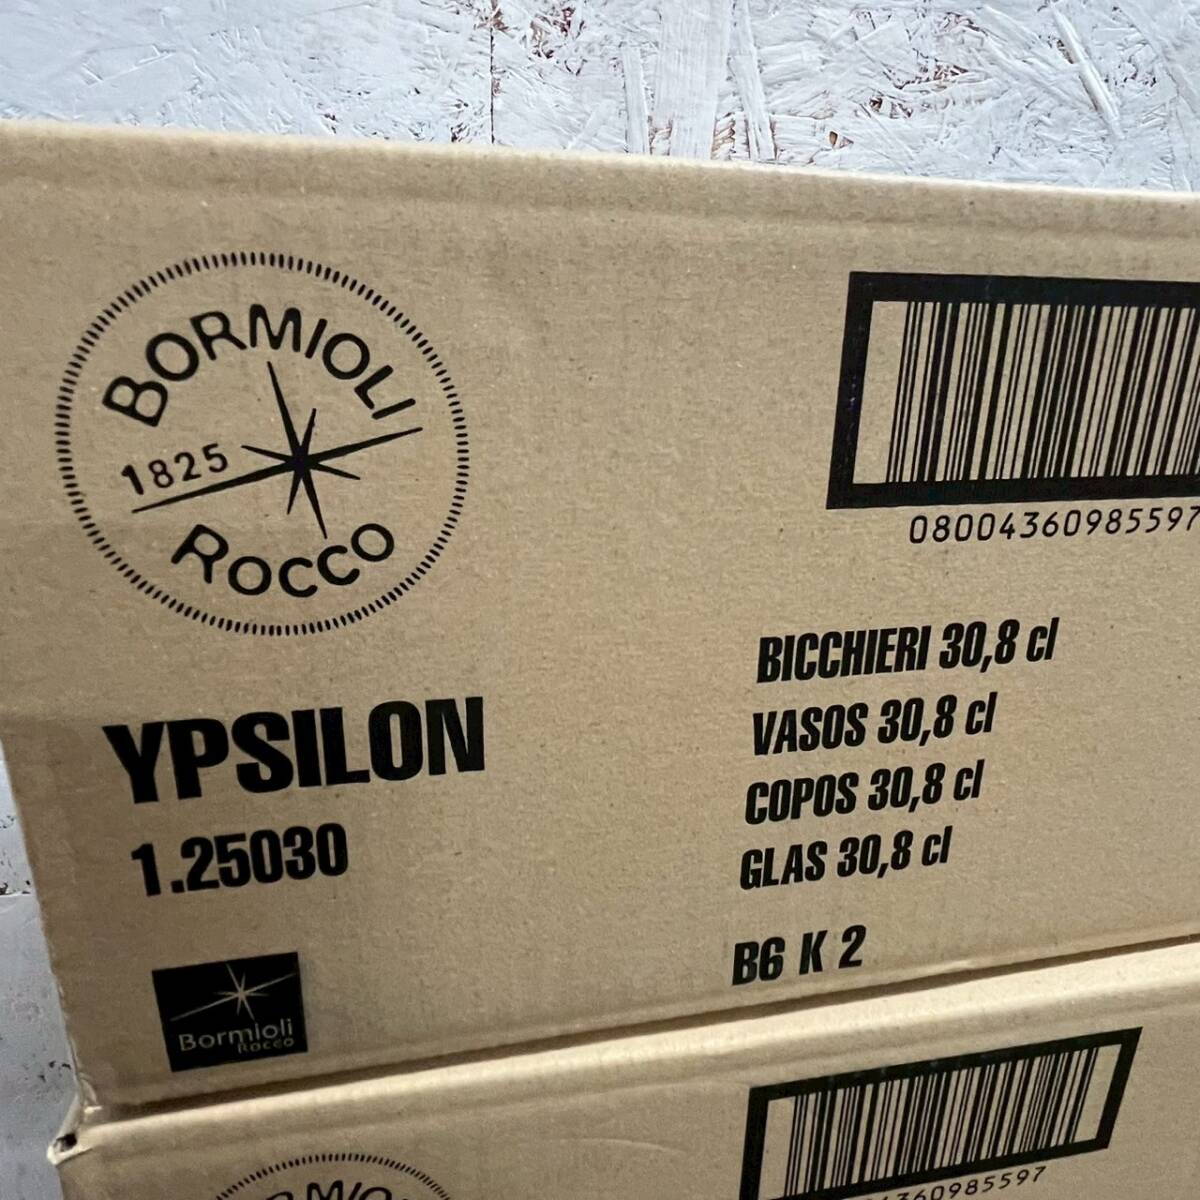 BORMIOLI
1825
ROCCO
08004360985597
BICCHIERI 30,8 cl
VASOS 30,8 cl
COPOS 30,8 cl
GLAS 30,8 cl
B6 K 2
YPSILON
1.25030
Bormioli
Rocco
4360985597